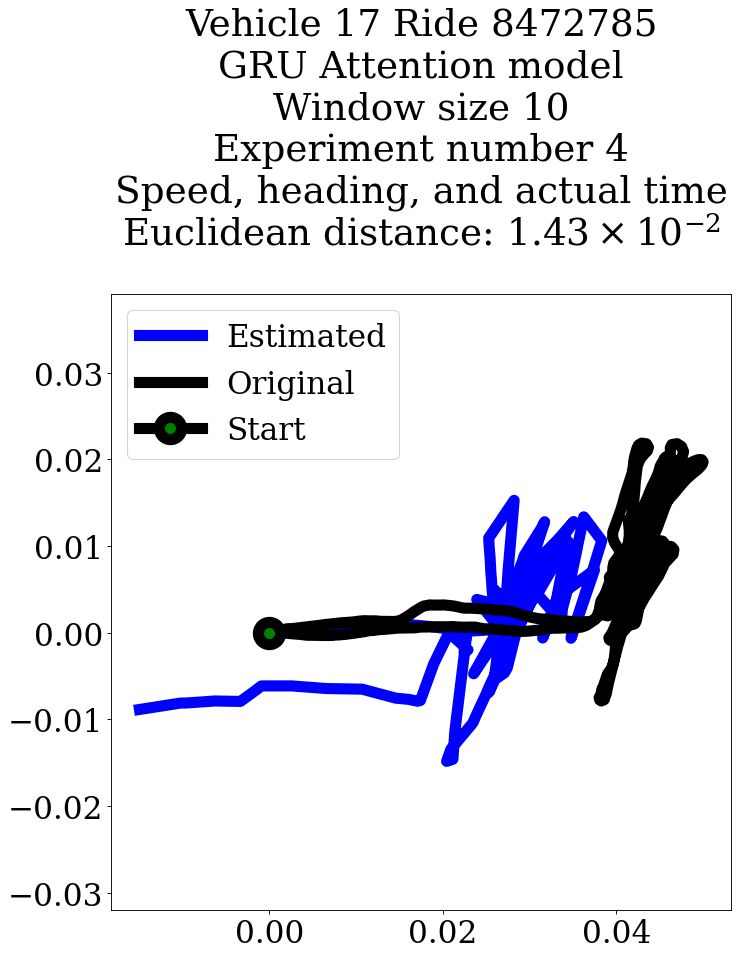 Vehicle 17 Ride 8472785
GRU Attention model
Window size 10
Experiment number 4
Speed, heading, and actual time
Euclidean distance: 1.43 × 10⁻²
Estimated
Original
Start
0.03
0.02
0.01
0.00
−0.01
−0.02
−0.03
0.00 0.02 0.04